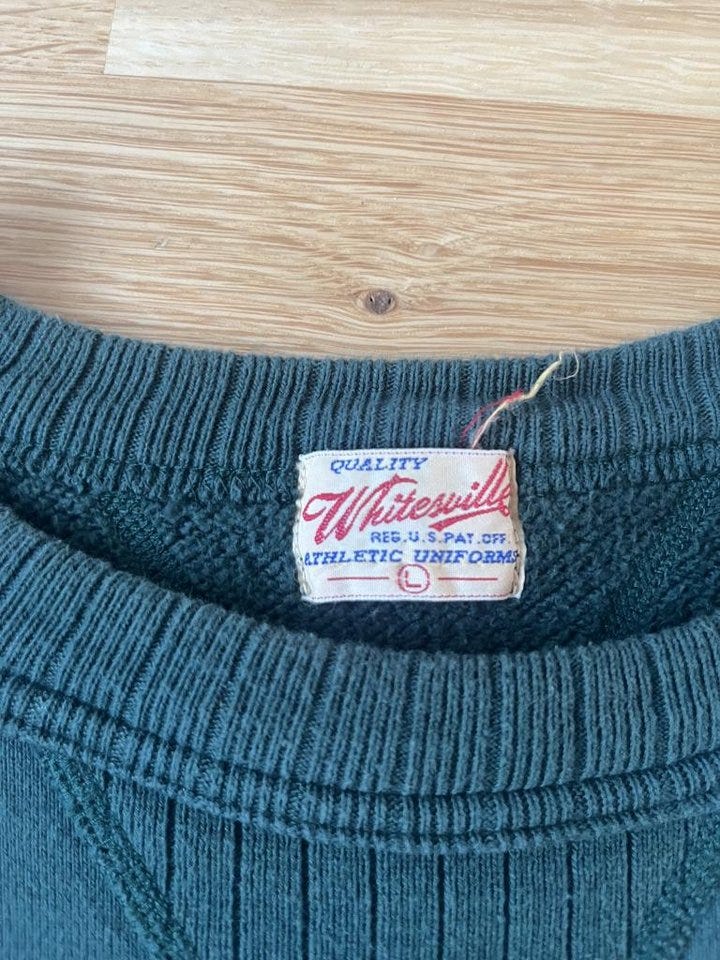 QUALITY
Whitesville
REG.U.S.PAT.OFF.
ATHLETIC UNIFORMS
L